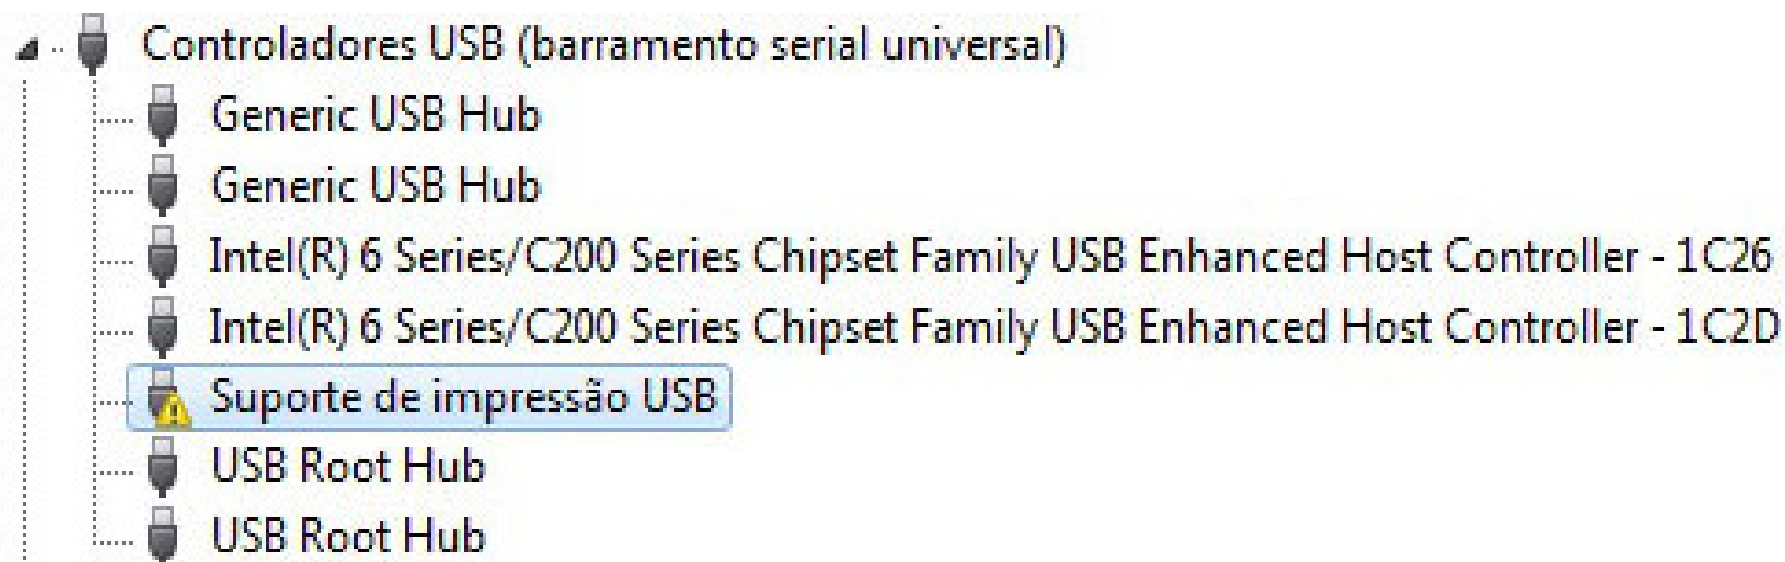 Controladores USB (barramento serial universal)
Generic USB Hub
Generic USB Hub
Intel(R) 6 Series/C200 Series Chipset Family USB Enhanced Host Controller - 1C26
Intel(R) 6 Series/C200 Series Chipset Family USB Enhanced Host Controller - 1C2D
Suporte de impressão USB
USB Root Hub
USB Root Hub